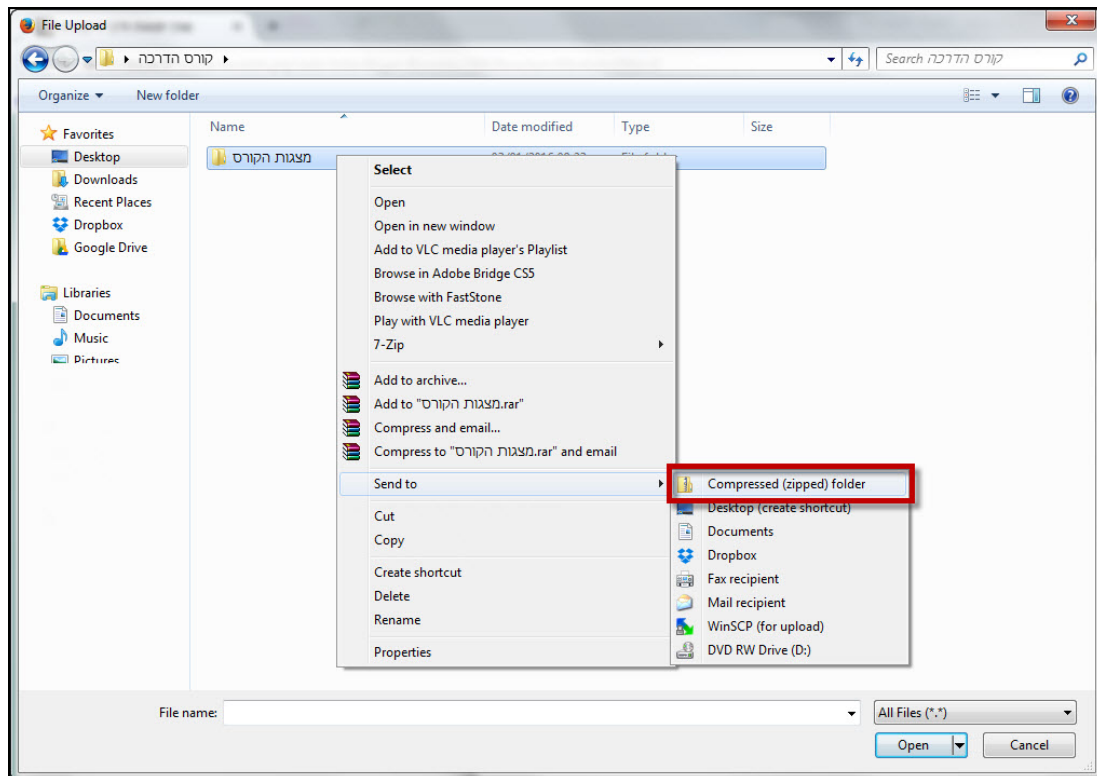 File Upload
קורס הדרכה
Search קורס הדרכה
Organize
New folder
Name
Date modified
Type
Size
Favorites
Desktop
Downloads
Recent Places
Dropbox
Google Drive
Libraries
Documents
Music
Pictures
מצגות הקורס
Select
Open
Open in new window
Add to VLC media player's Playlist
Browse in Adobe Bridge CS5
Browse with FastStone
Play with VLC media player
7-Zip
Add to archive...
Add to "מצגות הקורס.rar"
Compress and email...
Compress to "מצגות הקורס.rar" and email
Send to
Cut
Copy
Create shortcut
Delete
Rename
Properties
Compressed (zipped) folder
Desktop (create shortcut)
Documents
Dropbox
Fax recipient
Mail recipient
WinSCP (for upload)
DVD RW Drive (D:)
File name:
All Files (*.*)
Open
Cancel